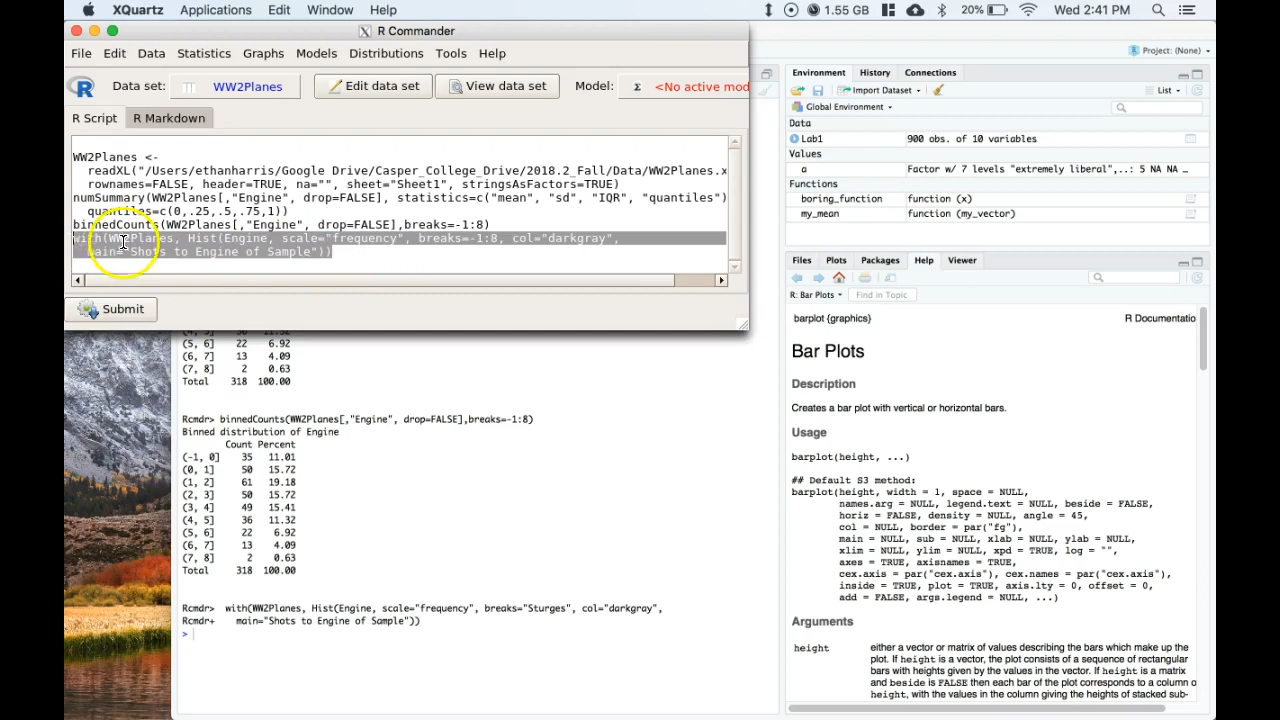 XQuartz Applications Edit Window Help 1.55 GB 20% Wed 2:41 PM
R Commander
File Edit Data Statistics Graphs Models Distributions Tools Help
Data set: WW2Planes Edit data set View data set Model: Σ <No active mod
R Script R Markdown
WW2Planes <-
readXL("/Users/ethanharris/Google Drive/Casper_College_Drive/2018.2_Fall/Data/WW2Planes.x
rownames=FALSE, header=TRUE, na="", sheet="Sheet1", stringsAsFactors=TRUE)
numSummary(WW2Planes[,"Engine", drop=FALSE], statistics=c("mean", "sd", "IQR", "quantiles")
quantiles=c(0,.25,.5,.75,1))
binnedCounts(WW2Planes[,"Engine", drop=FALSE],breaks=-1:8)
with(WW2Planes, Hist(Engine, scale="frequency", breaks=-1:8, col="darkgray",
main="Shots to Engine of Sample"))
Submit
(5, 6] 22 6.92
(6, 7] 13 4.09
(7, 8] 2 0.63
Total 318 100.00
Rcmdr> binnedCounts(WW2Planes[,"Engine", drop=FALSE],breaks=-1:8)
Binned distribution of Engine
Count Percent
(-1, 0] 35 11.01
(0, 1] 50 15.72
(1, 2] 61 19.18
(2, 3] 50 15.72
(3, 4] 49 15.41
(4, 5] 36 11.32
(5, 6] 22 6.92
(6, 7] 13 4.09
(7, 8] 2 0.63
Total 318 100.00
Rcmdr> with(WW2Planes, Hist(Engine, scale="frequency", breaks="Sturges", col="darkgray",
Rcmdr+ main="Shots to Engine of Sample"))
>
Project: (None)
Environment History Connections
Import Dataset List
Global Environment
Data
Lab1 900 obs. of 10 variables
Values
a Factor w/ 7 levels "extremely liberal",..: 5 NA NA …
Functions
boring_function function (x)
my_mean function (my_vector)
Files Plots Packages Help Viewer
R: Bar Plots Find in Topic
barplot {graphics} R Documentatio
Bar Plots
Description
Creates a bar plot with vertical or horizontal bars.
Usage
barplot(height, ...)
## Default S3 method:
barplot(height, width = 1, space = NULL,
names.arg = NULL, legend.text = NULL, beside = FALSE,
horiz = FALSE, density = NULL, angle = 45,
col = NULL, border = par("fg"),
main = NULL, sub = NULL, xlab = NULL, ylab = NULL,
xlim = NULL, ylim = NULL, xpd = TRUE, log = "",
axes = TRUE, axisnames = TRUE,
cex.axis = par("cex.axis"), cex.names = par("cex.axis"),
inside = TRUE, plot = TRUE, axis.lty = 0, offset = 0,
add = FALSE, args.legend = NULL, ...)
Arguments
height either a vector or matrix of values describing the bars which make up the
plot. If height is a vector, the plot consists of a sequence of rectangular
bars with heights given by the values in the vector. If height is a matrix
and beside is FALSE then each bar of the plot corresponds to a column o
height, with the values in the column giving the heights of stacked sub-